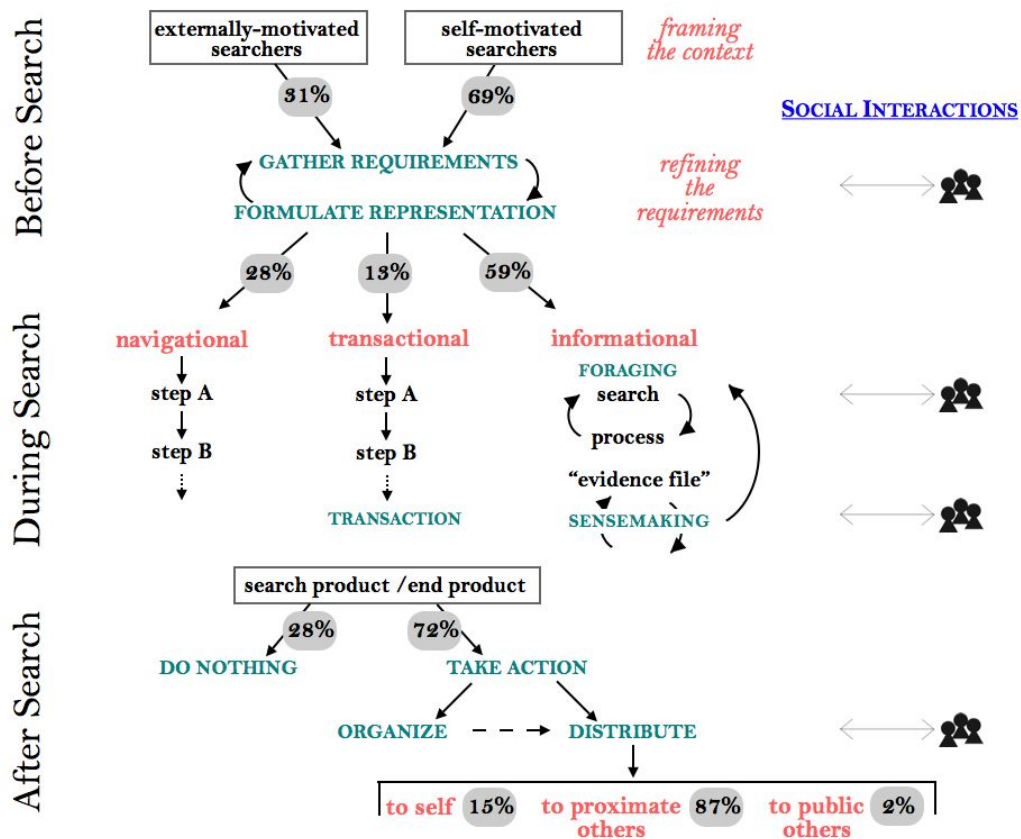 Before Search
externally-motivated
searchers
self-motivated
searchers
framing
the context
31%
69%
SOCIAL INTERACTIONS
GATHER REQUIREMENTS
FORMULATE REPRESENTATION
refining
the
requirements
28%
13%
59%
During Search
navigational
transactional
informational
step A
step B
step A
step B
TRANSACTION
FORAGING
search
process
“evidence file”
SENSEMAKING
After Search
search product /end product
28%
72%
DO NOTHING
TAKE ACTION
ORGANIZE
DISTRIBUTE
to self 15%
to proximate
others 87%
to public
others 2%